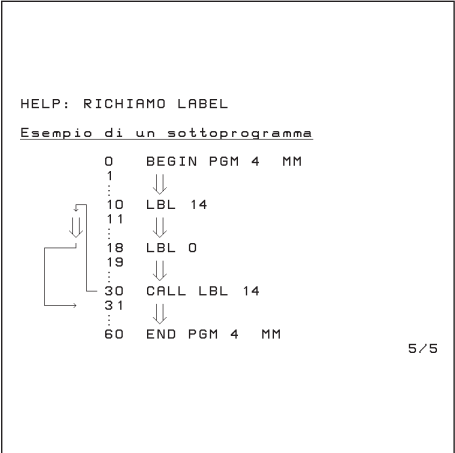 HELP: RICHIAMO LABEL
Esempio di un sottoprogramma
0 BEGIN PGM 4 MM
1
10 LBL 14
11
18 LBL 0
19
30 CALL LBL 14
31
60 END PGM 4 MM
5/5